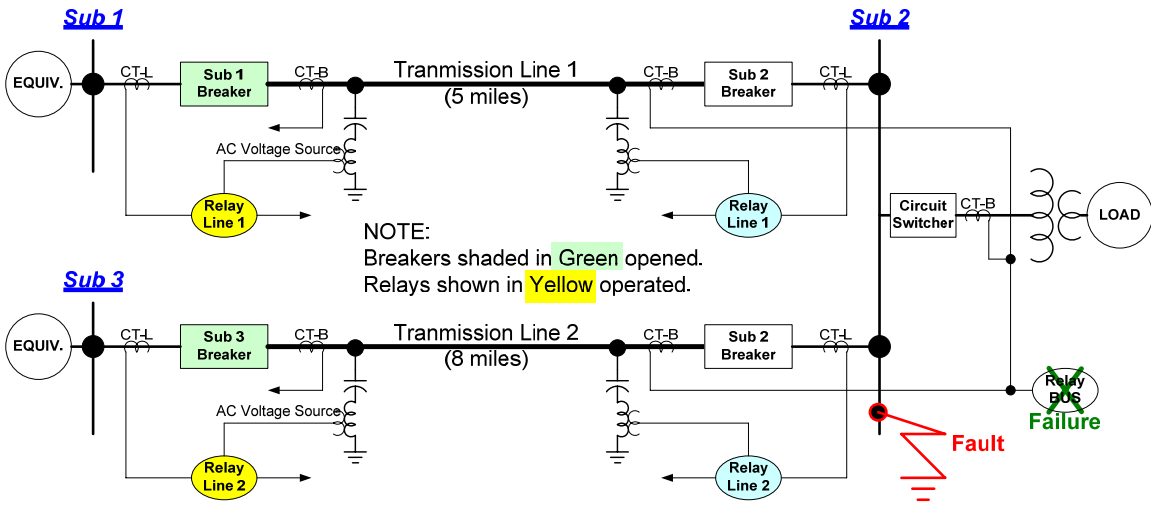 Sub 1
Sub 2
EQUIV.
CT-L
Sub 1
Breaker
CT-B
Tranmission Line 1
(5 miles)
CT-B
Sub 2
Breaker
CT-L
AC Voltage Source
Relay
Line 1
Relay
Line 1
Circuit
Switcher
CT-B
LOAD
NOTE:
Breakers shaded in Green opened.
Relays shown in Yellow operated.
Sub 3
EQUIV.
CT-L
Sub 3
Breaker
CT-B
Tranmission Line 2
(8 miles)
CT-B
Sub 2
Breaker
CT-L
AC Voltage Source
Relay
BUS
Failure
Fault
Relay
Line 2
Relay
Line 2